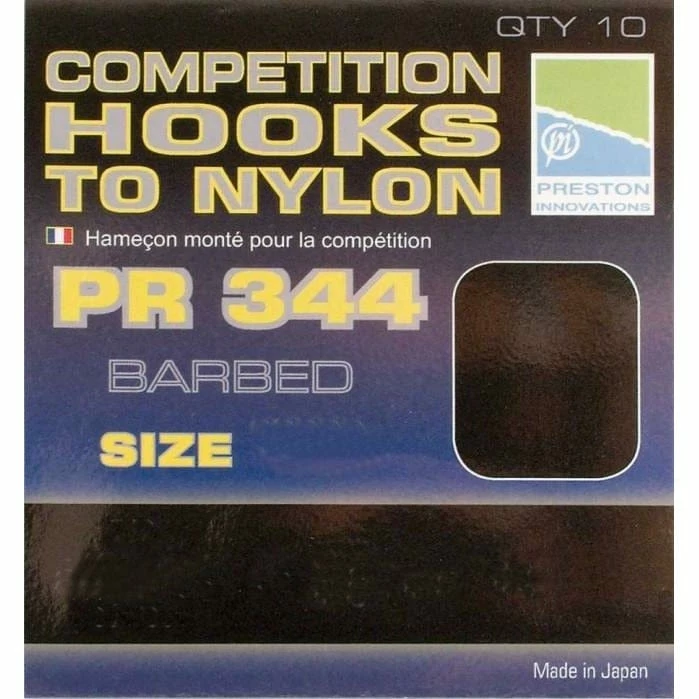 QTY 10
COMPETITION
HOOKS
TO NYLON
PRESTON
INNOVATIONS
Hameçon monté pour la compétition
PR 344
BARBED
SIZE
Made in Japan